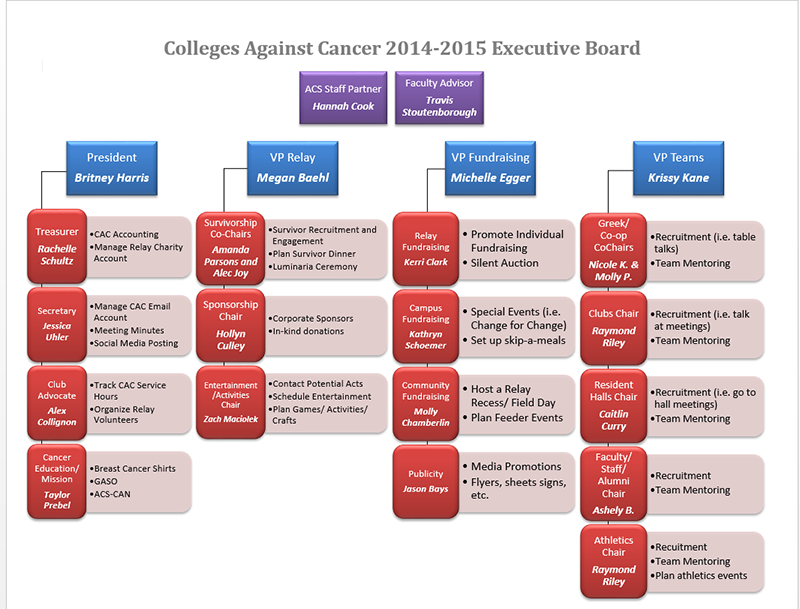 Colleges Against Cancer 2014-2015 Executive Board
ACS Staff Partner
Hannah Cook
Faculty Advisor
Travis
Stoutenborough
President
Britney Harris
Treasurer
Rachelle
Schultz
•CAC Accounting
•Manage Relay Charity
Account
Secretary
Jessica
Uhler
•Manage CAC Email
Account
•Meeting Minutes
•Social Media Posting
Club
Advocate
Alex
Collignon
•Track CAC Service
Hours
•Organize Relay
Volunteers
Cancer
Education/
Mission
Taylor
Prebel
•Breast Cancer Shirts
•GASO
•ACS-CAN
VP Relay
Megan Baehl
Survivorship
Co-Chairs
Amanda
Parsons and
Alec Joy
•Survivor Recruitment and
Engagement
•Plan Survivor Dinner
•Luminaria Ceremony
Sponsorship
Chair
Hollyn
Culley
•Corporate Sponsors
•In-kind donations
Entertainment
/Activities
Chair
Zach Maciolek
•Contact Potential Acts
•Schedule Entertainment
•Plan Games/ Activities/
Crafts
VP Fundraising
Michelle Egger
Relay
Fundraising
Kerri Clark
• Promote Individual
Fundraising
• Silent Auction
Campus
Fundraising
Kathryn
Schoemer
• Special Events (i.e.
Change for Change)
• Set up skip-a-meals
Community
Fundraising
Molly
Chamberlin
• Host a Relay
Recess/ Field Day
• Plan Feeder Events
Publicity
Jason Bays
• Media Promotions
• Flyers, sheets signs,
etc.
VP Teams
Krissy Kane
Greek/
Co-op
CoChairs
Nicole K. &
Molly P.
•Recruitment (i.e. table
talks)
•Team Mentoring
Clubs Chair
Raymond
Riley
•Recruitment (i.e. talk
at meetings)
•Team Mentoring
Resident
Halls Chair
Caitlin
Curry
•Recruitment (i.e. go to
hall meetings)
•Team Mentoring
Faculty/
Staff/
Alumni
Chair
Ashely B.
•Recruitment
•Team Mentoring
Athletics
Chair
Raymond
Riley
•Recuitment
•Team Mentoring
•Plan athletics events